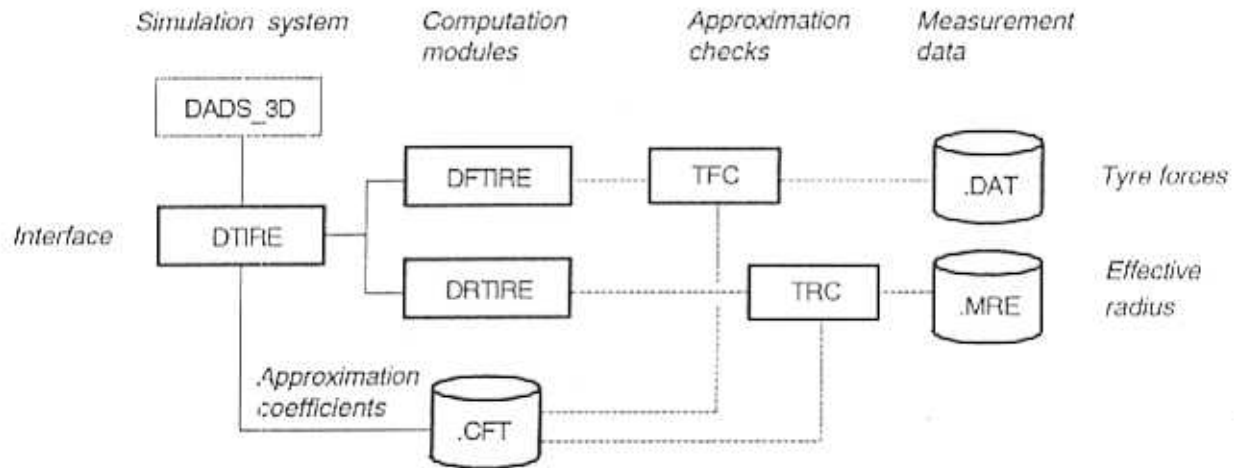 Simulation system
Computation modules
Approximation checks
Measurement data
DADS_3D
DFTIRE
TFC
.DAT
Tyre forces
Interface
DTIRE
DRTIRE
TRC
.MRE
Effective radius
Approximation coefficients
.CFT